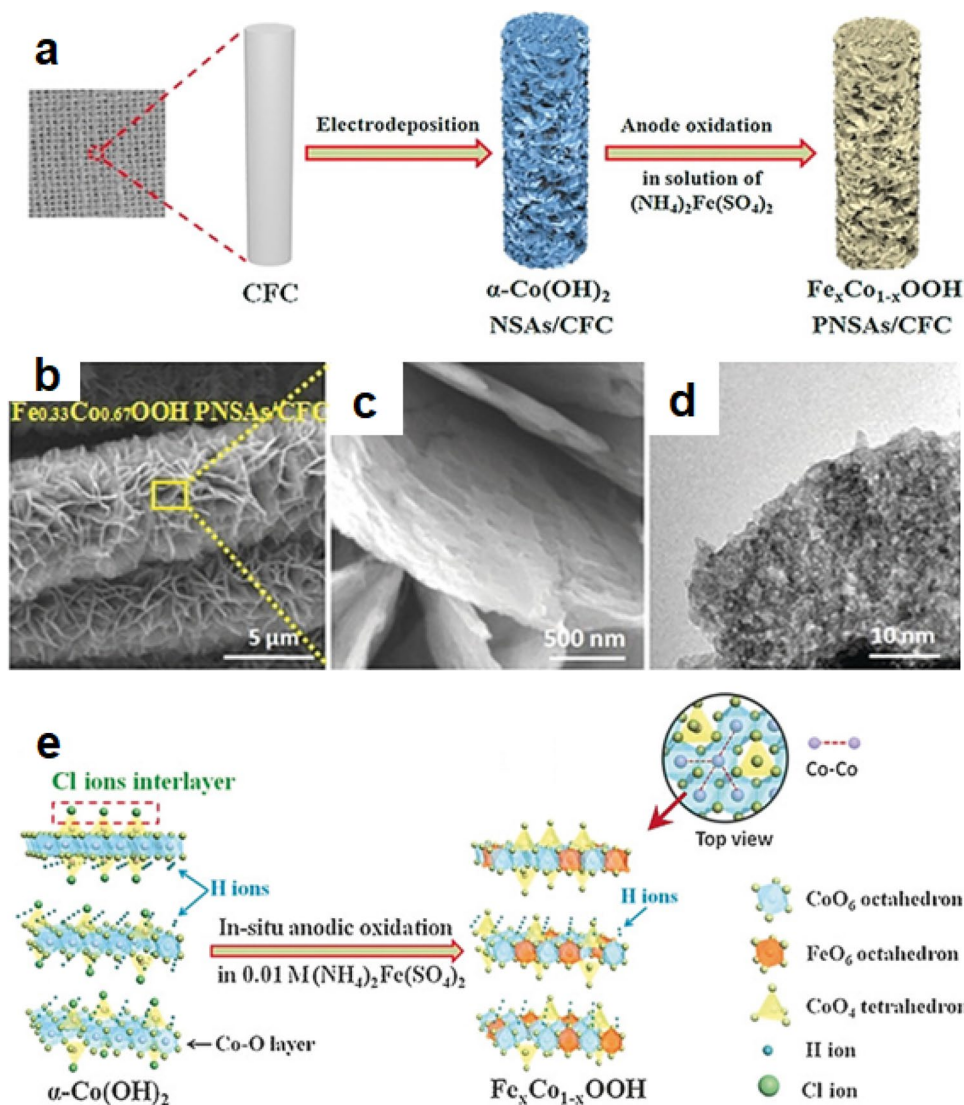 a
Electrodeposition
Anode oxidation
in solution of
(NH₄)₂Fe(SO₄)₂
CFC
α-Co(OH)₂
NSAs/CFC
FeₓCo₁₋ₓOOH
PNSAs/CFC
b
Fe0.33Co0.67OOH PNSAs/CFC
5 μm
c
500 nm
d
10 nm
e
Cl ions interlayer
H ions
Co-O layer
α-Co(OH)₂
In-situ anodic oxidation
in 0.01 M (NH₄)₂Fe(SO₄)₂
H ions
FeₓCo₁₋ₓOOH
Top view
Co-Co
CoO₆ octahedron
FeO₆ octahedron
CoO₄ tetrahedron
H ion
Cl ion